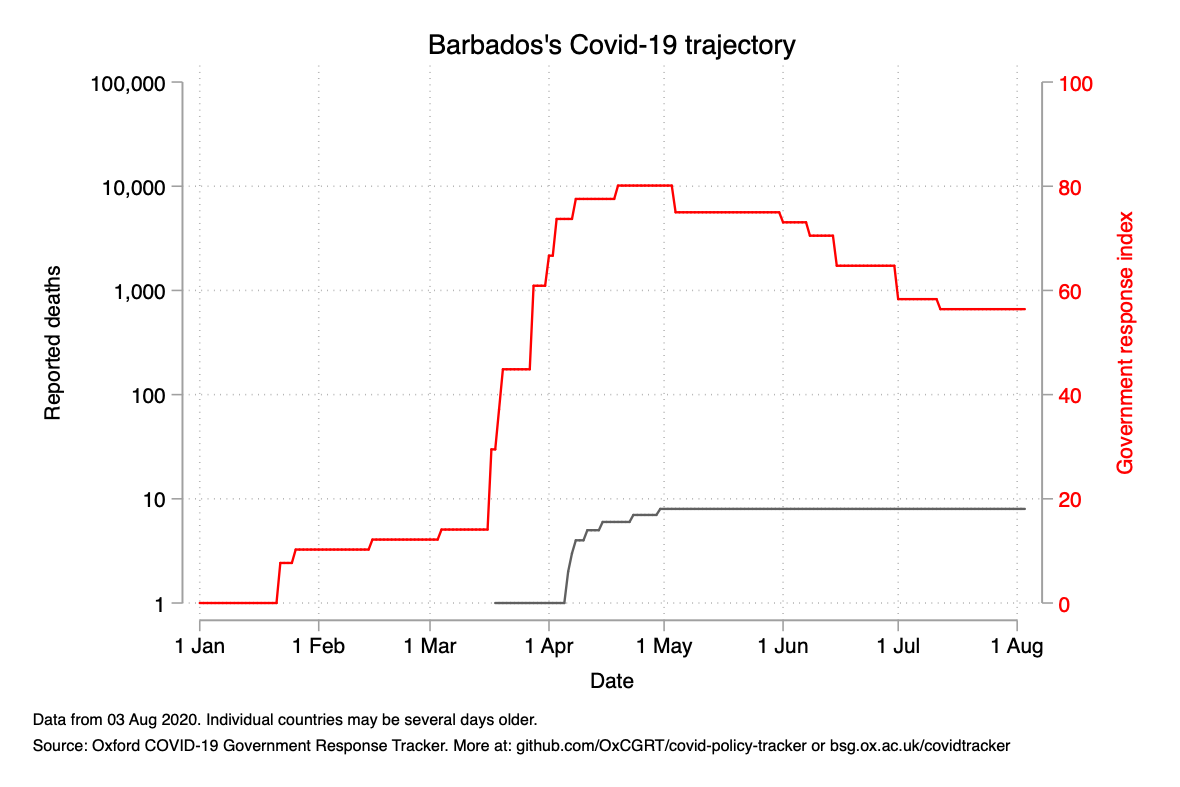 Barbados's Covid-19 trajectory
100,000
10,000
1,000
100
10
1
Reported deaths
100
80
60
40
20
0
Government response index
1 Jan 1 Feb 1 Mar 1 Apr 1 May 1 Jun 1 Jul 1 Aug
Date
Data from 03 Aug 2020. Individual countries may be several days older.
Source: Oxford COVID-19 Government Response Tracker. More at: github.com/OxCGRT/covid-policy-tracker or bsg.ox.ac.uk/covidtracker